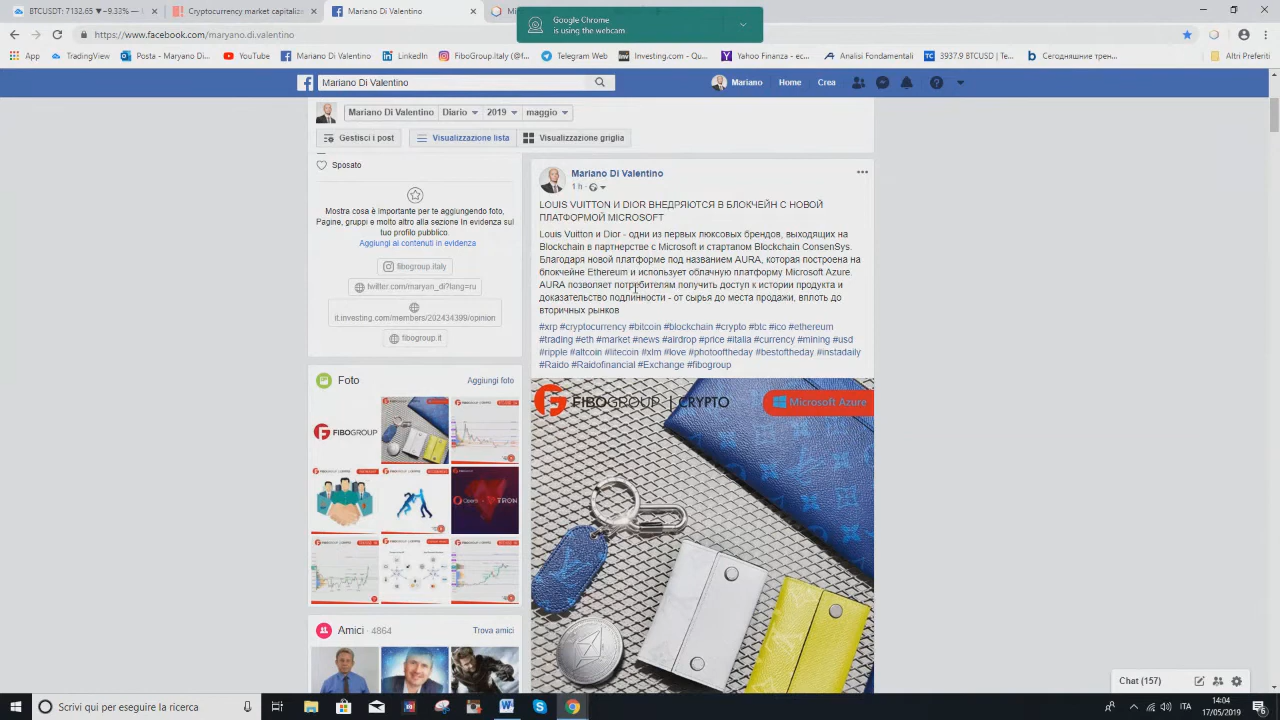 BTCUSDT: 7132.65 ▼-9.33%
Cryptocurrency market capitaliz
Mariano Di Valentino
Minergate
Google Chrome
is using the webcam
https://www.facebook.com/maryano.di.valentino
App
TradingView
Posta - Maryano Di...
YouTube
Mariano Di Valentino
LinkedIn
FiboGroup.Italy (@f...
Telegram Web
Investing.com - Qu...
Yahoo Finance - ec...
Analisi Fondamental
3937.9 BTCUSD | Te...
Сегодняшние трен...
Altri Preferiti
Mariano Di Valentino
Mariano
Home
Crea
Mariano Di Valentino
Diario
2019
maggio
Gestisci i post
Visualizzazione lista
Visualizzazione griglia
Sposato
Mostra cosa è importante per te aggiungendo foto,
Pagine, gruppi e molto altro alla sezione In evidenza sul
tuo profilo pubblico.
Aggiungi ai contenuti in evidenza
fibogroup.italy
twitter.com/maryan_di?lang=ru
it.investing.com/members/202434399/opinion
fibogroup.it
Foto
Aggiungi foto
FIBOGROUP
OPERA
TRON
Amici · 4864
Trova amici
Mariano Di Valentino
1 h ·
LOUIS VUITTON И DIOR ВНЕДРЯЮТСЯ В БЛОКЧЕЙН С НОВОЙ
ПЛАТФОРМОЙ MICROSOFT
Louis Vuitton и Dior - одни из первых люксовых брендов, выходящих на
Blockchain в партнерстве с Microsoft и стартапом Blockchain ConsenSys.
Благодаря новой платформе под названием AURA, которая построена на
блокчейне Ethereum и использует облачную платформу Microsoft Azure.
AURA позволяет потребителям получить доступ к истории продукта и
доказательство подлинности - от сырья до места продажи, вплоть до
вторичных рынков
#xrp #cryptocurrency #bitcoin #blockchain #crypto #btc #ico #ethereum
#trading #eth #market #news #airdrop #price #italia #currency #mining #usd
#ripple #altcoin #litecoin #xlm #love #photooftheday #bestoftheday #instadaily
#Raido #Raidofinancial #Exchange #fibogroup
FIBOGROUP | CRYPTO
Microsoft Azure
Chat (157)
Scrivi qui per eseguire la ricerca
ITA
14:04
17/05/2019